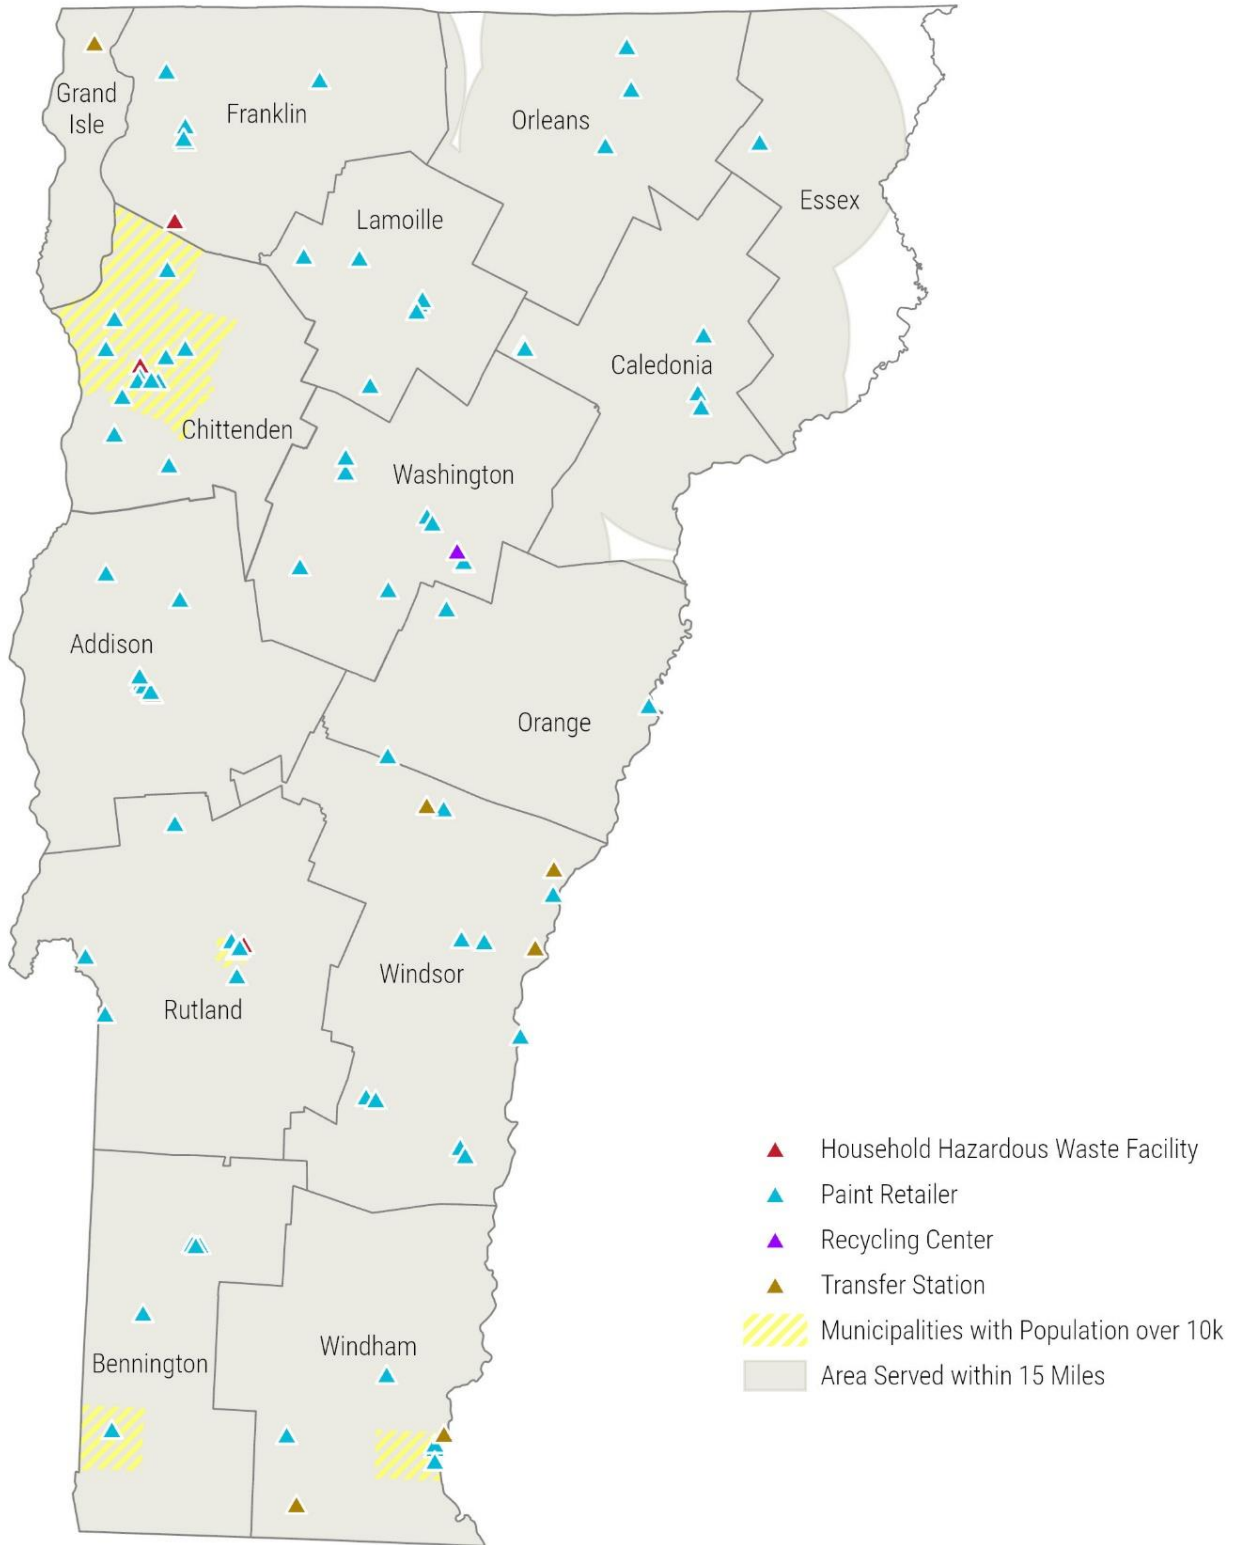 Grand
Isle
Franklin
Orleans
Essex
Lamoille
Caledonia
Chittenden
Washington
Addison
Orange
Windsor
Rutland
Household Hazardous Waste Facility
Paint Retailer
Recycling Center
Transfer Station
Municipalities with Population over 10k
Area Served within 15 Miles
Windham
Bennington